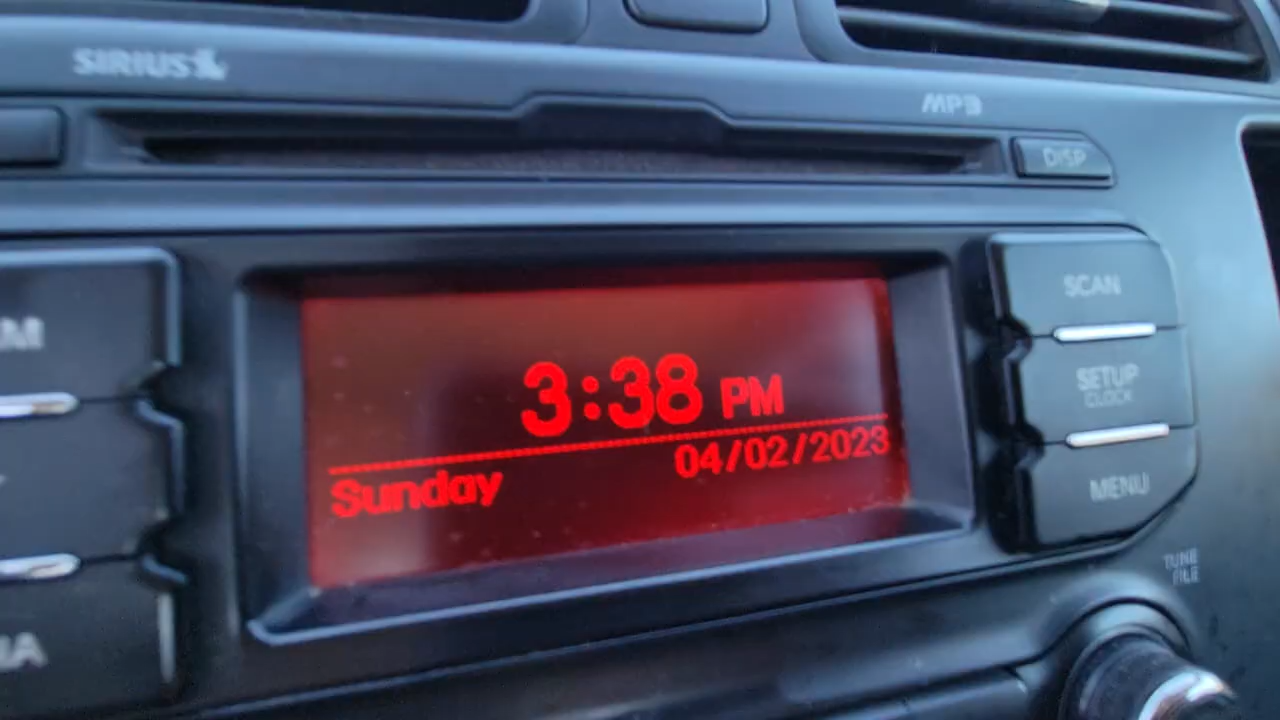 SIRIUS
MP3
DISP
SCAN
3:38 PM
SETUP
CLOCK
Sunday 04/02/2023
MENU
TUNE
FILE